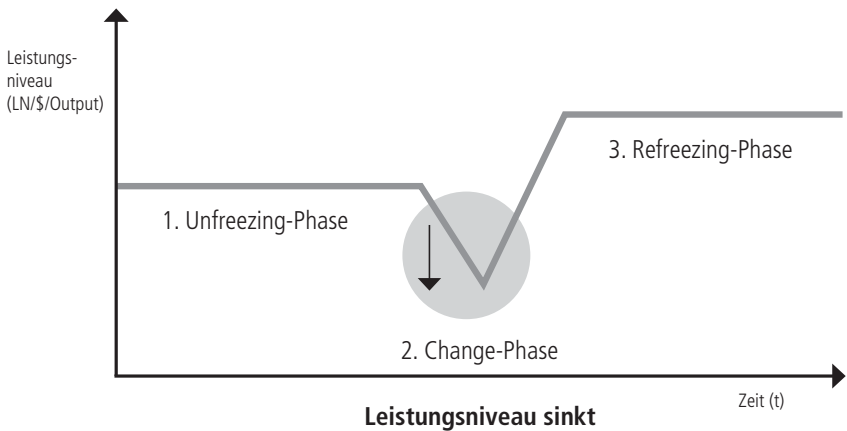 Leistungs-
niveau
(LN/$/Output)
3. Refreezing-Phase
1. Unfreezing-Phase
2. Change-Phase
Zeit (t)
Leistungsniveau sinkt